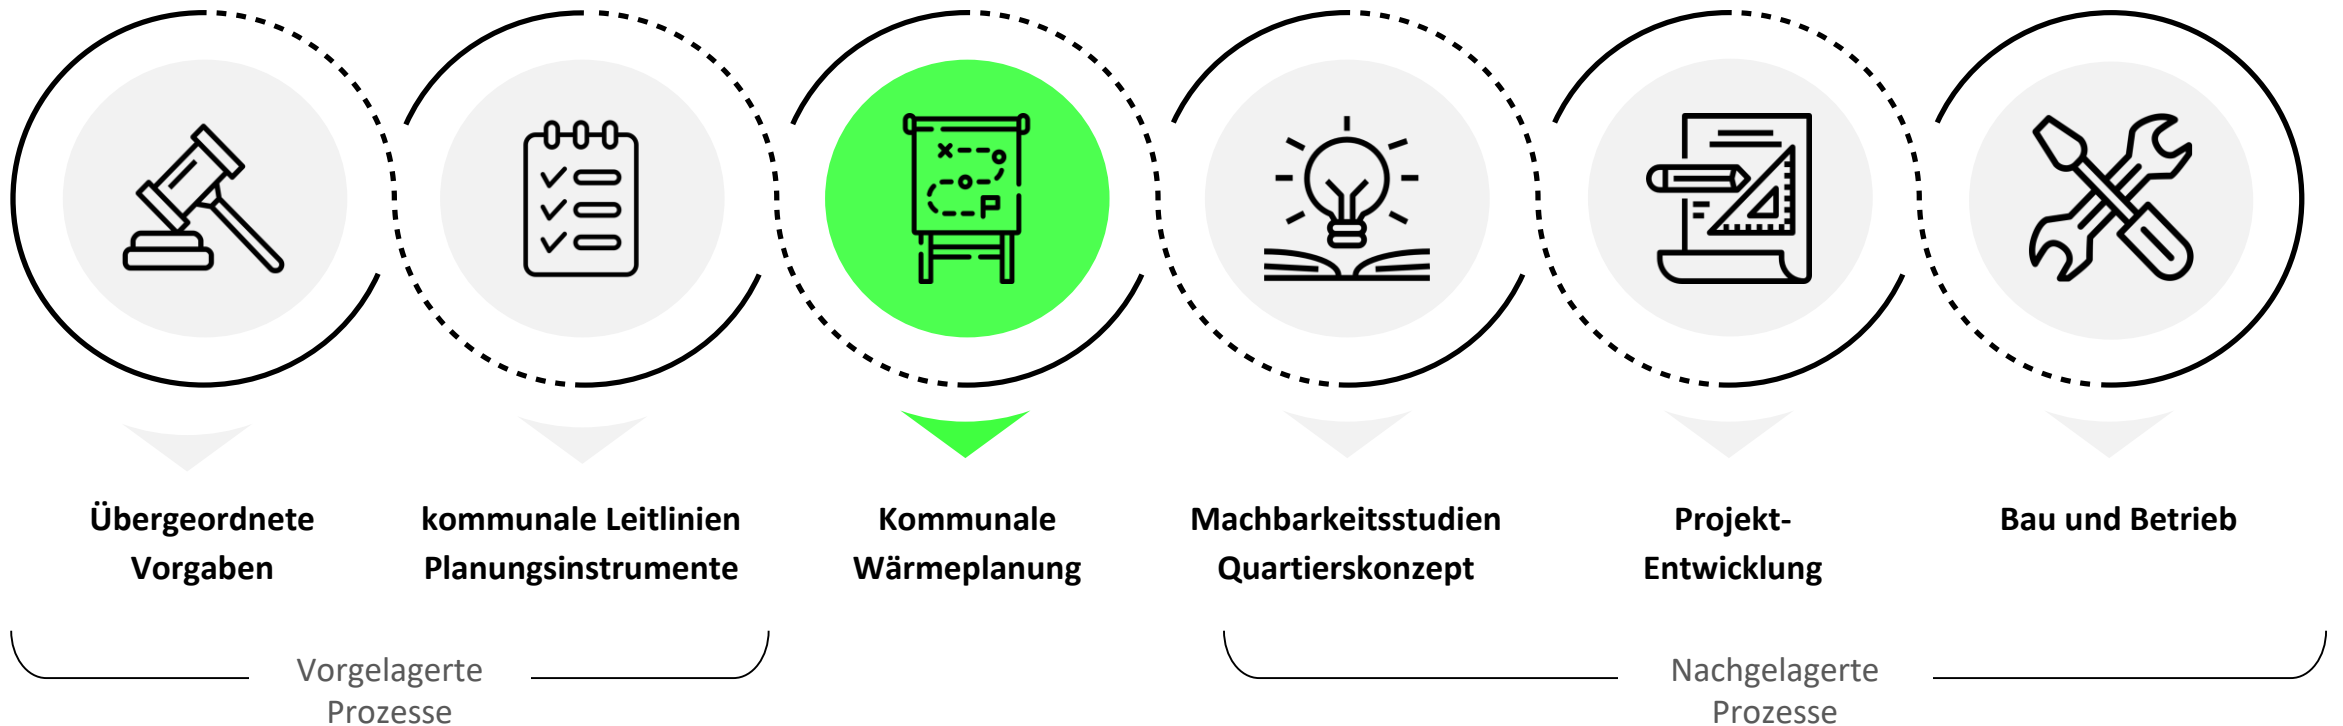 Übergeordnete
Vorgaben
kommunale Leitlinien
Planungsinstrumente
Kommunale
Wärmeplanung
Machbarkeitsstudien
Quartierskonzept
Projekt-
Entwicklung
Bau und Betrieb
Vorgelagerte
Prozesse
Nachgelagerte
Prozesse